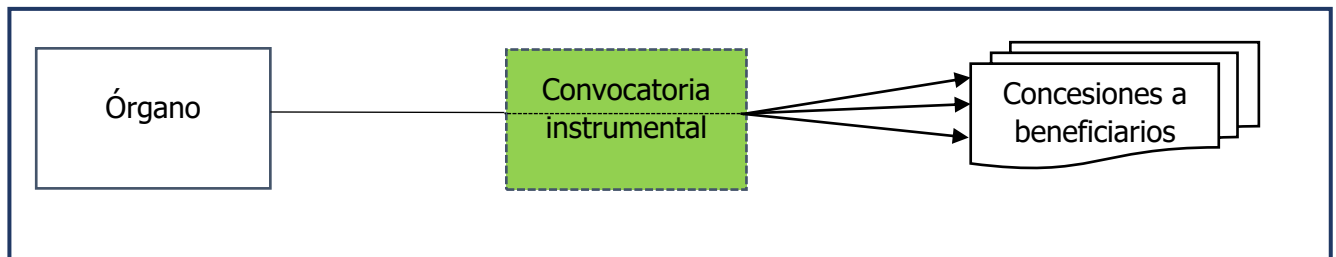 Órgano
Convocatoria
instrumental
Concesiones a
beneficiarios